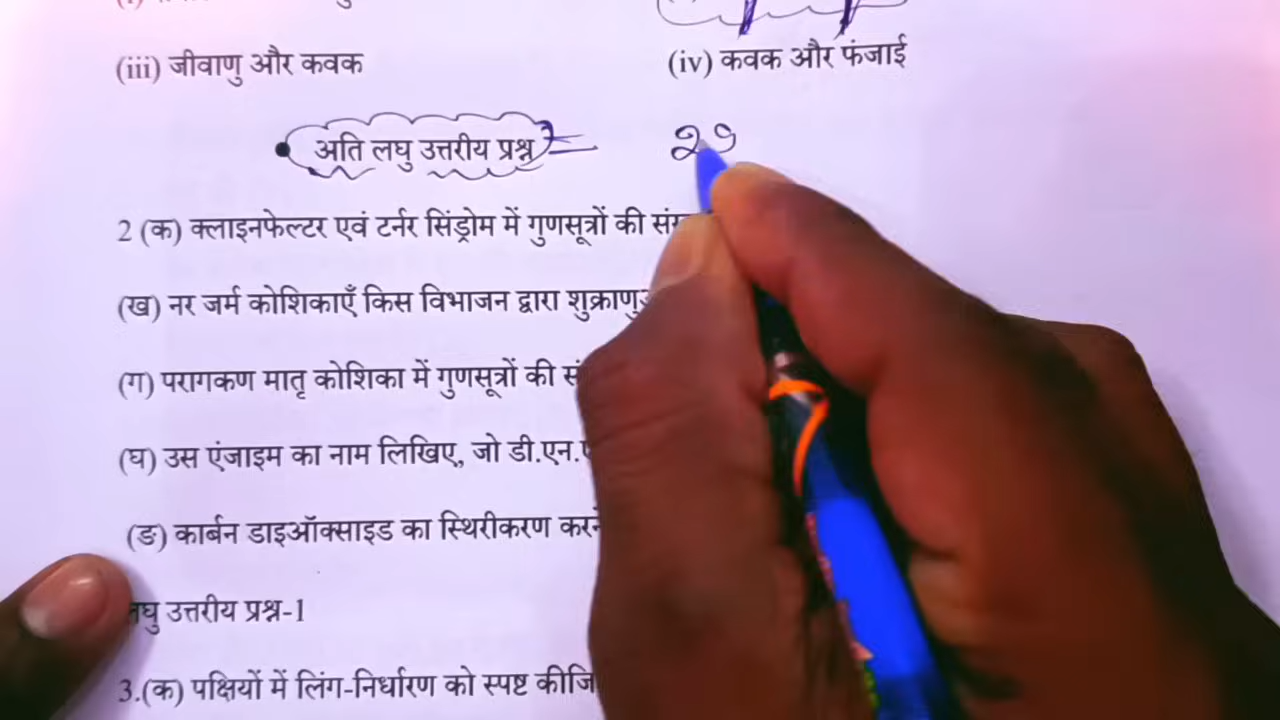 (iii) जीवाणु और कवक
(iv) कवक और फंजाई
अति लघु उत्तरीय प्रश्न
2 (क) क्लाइनफेल्टर एवं टर्नर सिंड्रोम में गुणसूत्रों की
(ख) नर जर्म कोशिकाएँ किस विभाजन द्वारा
(ग) परागकण मातृ कोशिका में गुणसूत्रों की
(घ) उस एंजाइम का नाम लिखिए, जो डी.एन.
(ङ) कार्बन डाइऑक्साइड का स्थिरीकरण
उत्तरीय प्रश्न-1
3.(क) पक्षियों में लिंग-निर्धारण को स्पष्ट